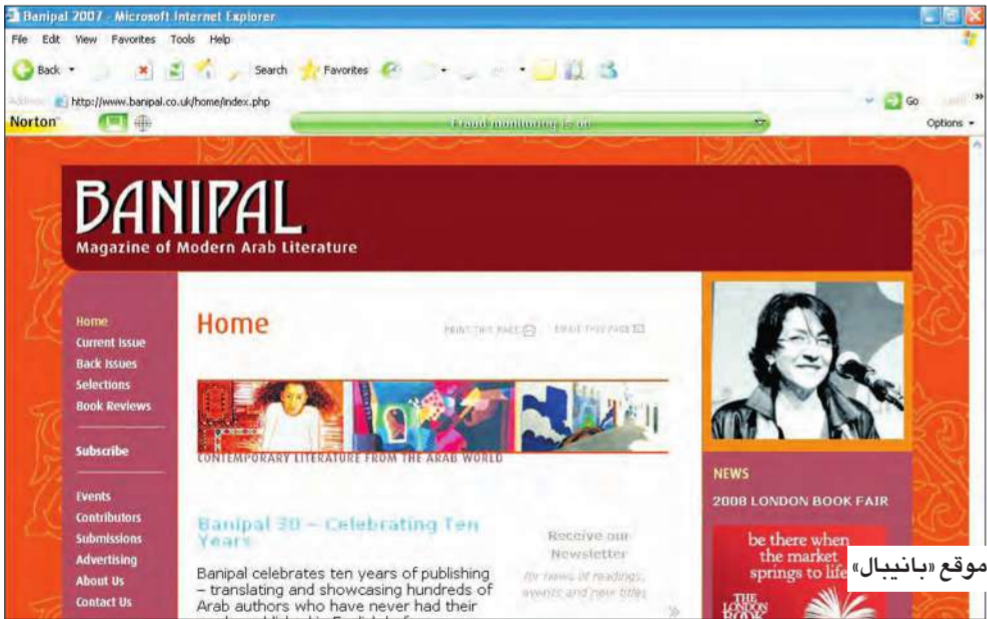 Banipal 2007 - Microsoft Internet Explorer
File Edit View Favorites Tools Help
Back Search Favorites
http://www.banipal.co.uk/home/index.php Go
Norton Fraud monitoring is on Options
BANIPAL
Magazine of Modern Arab Literature
Home
Current Issue
Back Issues
Selections
Book Reviews
Subscribe
Events
Contributors
Submissions
Advertising
About Us
Contact Us
Home
PRINT THIS PAGE EMAIL THIS PAGE
CONTEMPORARY LITERATURE FROM THE ARAB WORLD
Banipal 30 – Celebrating Ten
Years
Banipal celebrates ten years of publishing
– translating and showcasing hundreds of
Arab authors who have never had their
Receive our
Newsletter
for news of readings,
events and new titles
NEWS
2008 LONDON BOOK FAIR
be there when
the market
springs to life
THE
LONDON
BOOK
موقع «بانيبال»